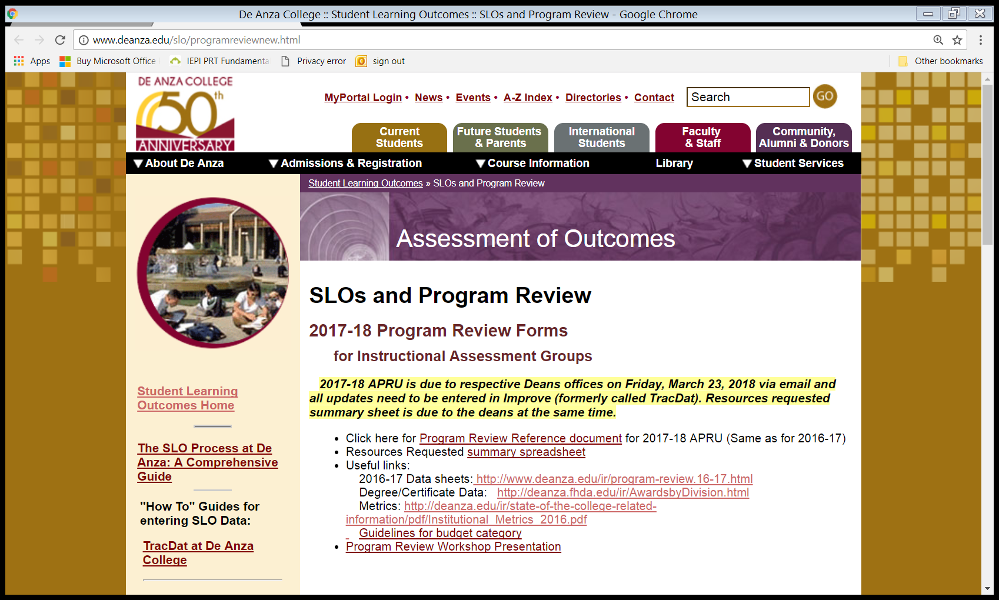 De Anza College :: Student Learning Outcomes :: SLOs and Program Review - Google Chrome
www.deanza.edu/slo/programreviewnew.html
Apps
Buy Microsoft Office
IEPI PRT Fundamenta
Privacy error
sign out
Other bookmarks
DE ANZA COLLEGE
50th
ANNIVERSARY
MyPortal Login • News • Events • A-Z Index • Directories • Contact
Search
GO
Current
Students
Future Students
& Parents
International
Students
Faculty
& Staff
Community,
Alumni & Donors
About De Anza
Admissions & Registration
Course Information
Library
Student Services
Student Learning Outcomes » SLOs and Program Review
Assessment of Outcomes
Student Learning
Outcomes Home
The SLO Process at De
Anza: A Comprehensive
Guide
"How To" Guides for
entering SLO Data:
TracDat at De Anza
College
SLOs and Program Review
2017-18 Program Review Forms
for Instructional Assessment Groups
2017-18 APRU is due to respective Deans offices on Friday, March 23, 2018 via email and
all updates need to be entered in Improve (formerly called TracDat). Resources requested
summary sheet is due to the deans at the same time.
• Click here for Program Review Reference document for 2017-18 APRU (Same as for 2016-17)
• Resources Requested summary spreadsheet
• Useful links:
2016-17 Data sheets: http://www.deanza.edu/ir/program-review.16-17.html
Degree/Certificate Data: http://deanza.fhda.edu/ir/AwardsbyDivision.html
Metrics: http://deanza.edu/ir/state-of-the-college-related-
information/pdf/Institutional_Metrics_2016.pdf
Guidelines for budget category
• Program Review Workshop Presentation